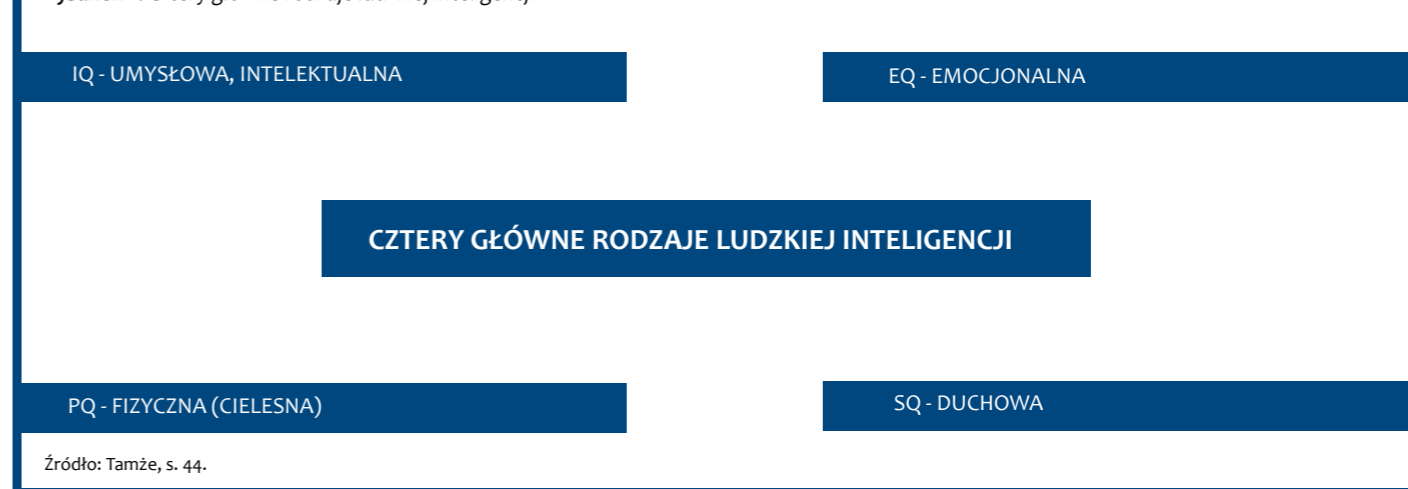 IQ - UMYSŁOWA, INTELEKTUALNA
EQ - EMOCJONALNA
CZTERY GŁÓWNE RODZAJE LUDZKIEJ INTELIGENCJI
PQ - FIZYCZNA (CIELESNA)
SQ - DUCHOWA
Źródło: Tamże, s. 44.